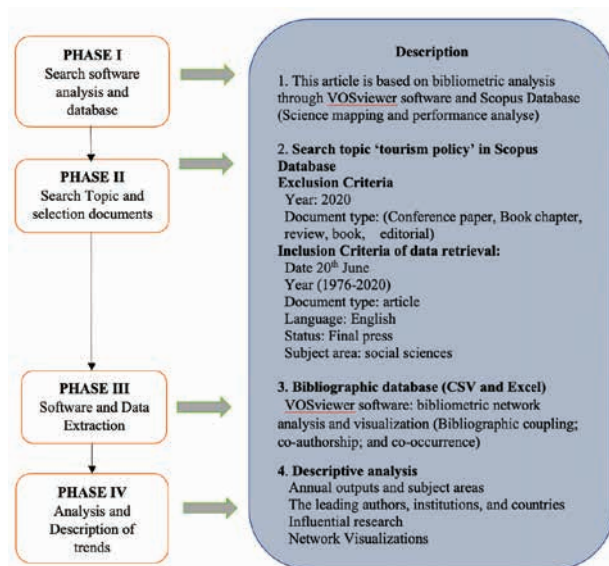 PHASE I
Search software
analysis and
database
PHASE II
Search Topic and
selection documents
PHASE III
Software and Data
Extraction
PHASE IV
Analysis and
Description of
trends
Description
1. This article is based on bibliometric analysis
through VOSviewer software and Scopus Database
(Science mapping and performance analyse)
2. Search topic ‘tourism policy’ in Scopus
Database
Exclusion Criteria
Year: 2020
Document type: (Conference paper, Book chapter,
review, book, editorial)
Inclusion Criteria of data retrieval:
Date 20th June
Year (1976-2020)
Document type: article
Language: English
Status: Final press
Subject area: social sciences
3. Bibliographic database (CSV and Excel)
VOSviewer software: bibliometric network
analysis and visualization (Bibliographic coupling;
co-authorship; and co-occurrence)
4. Descriptive analysis
Annual outputs and subject areas
The leading authors, institutions, and countries
Influential research
Network Visualizations